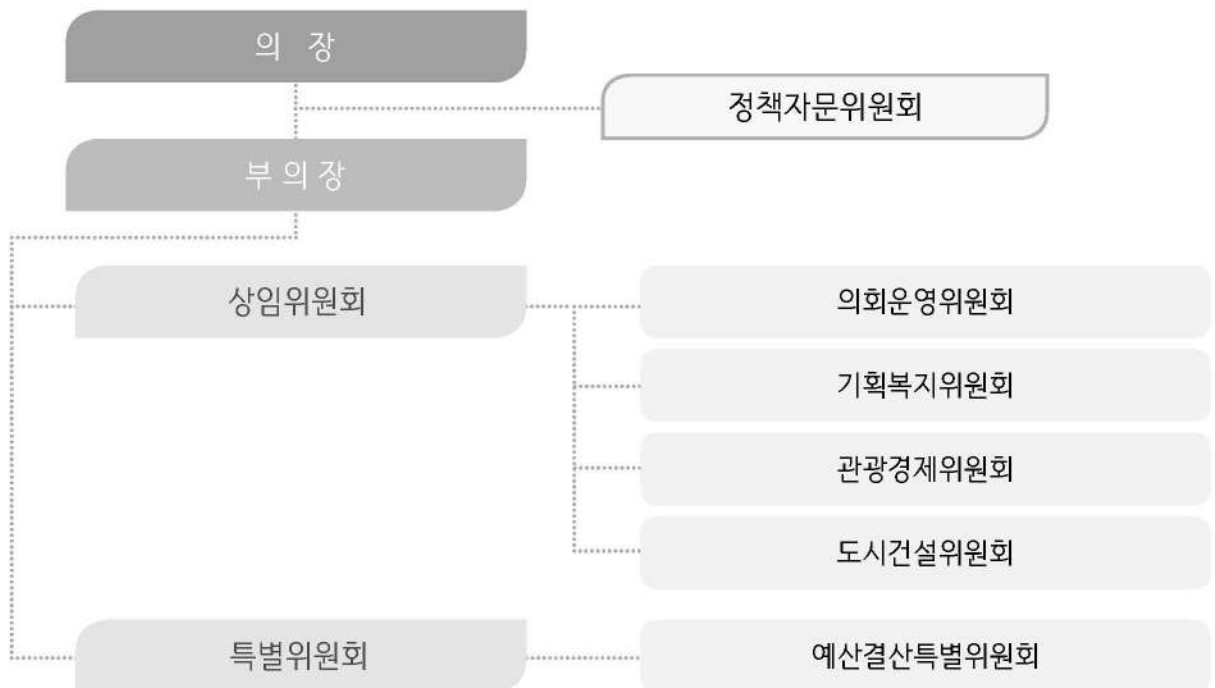 의 장
정책자문위원회
부 의 장
상임위원회
의회운영위원회
기획복지위원회
관광경제위원회
도시건설위원회
특별위원회
예산결산특별위원회